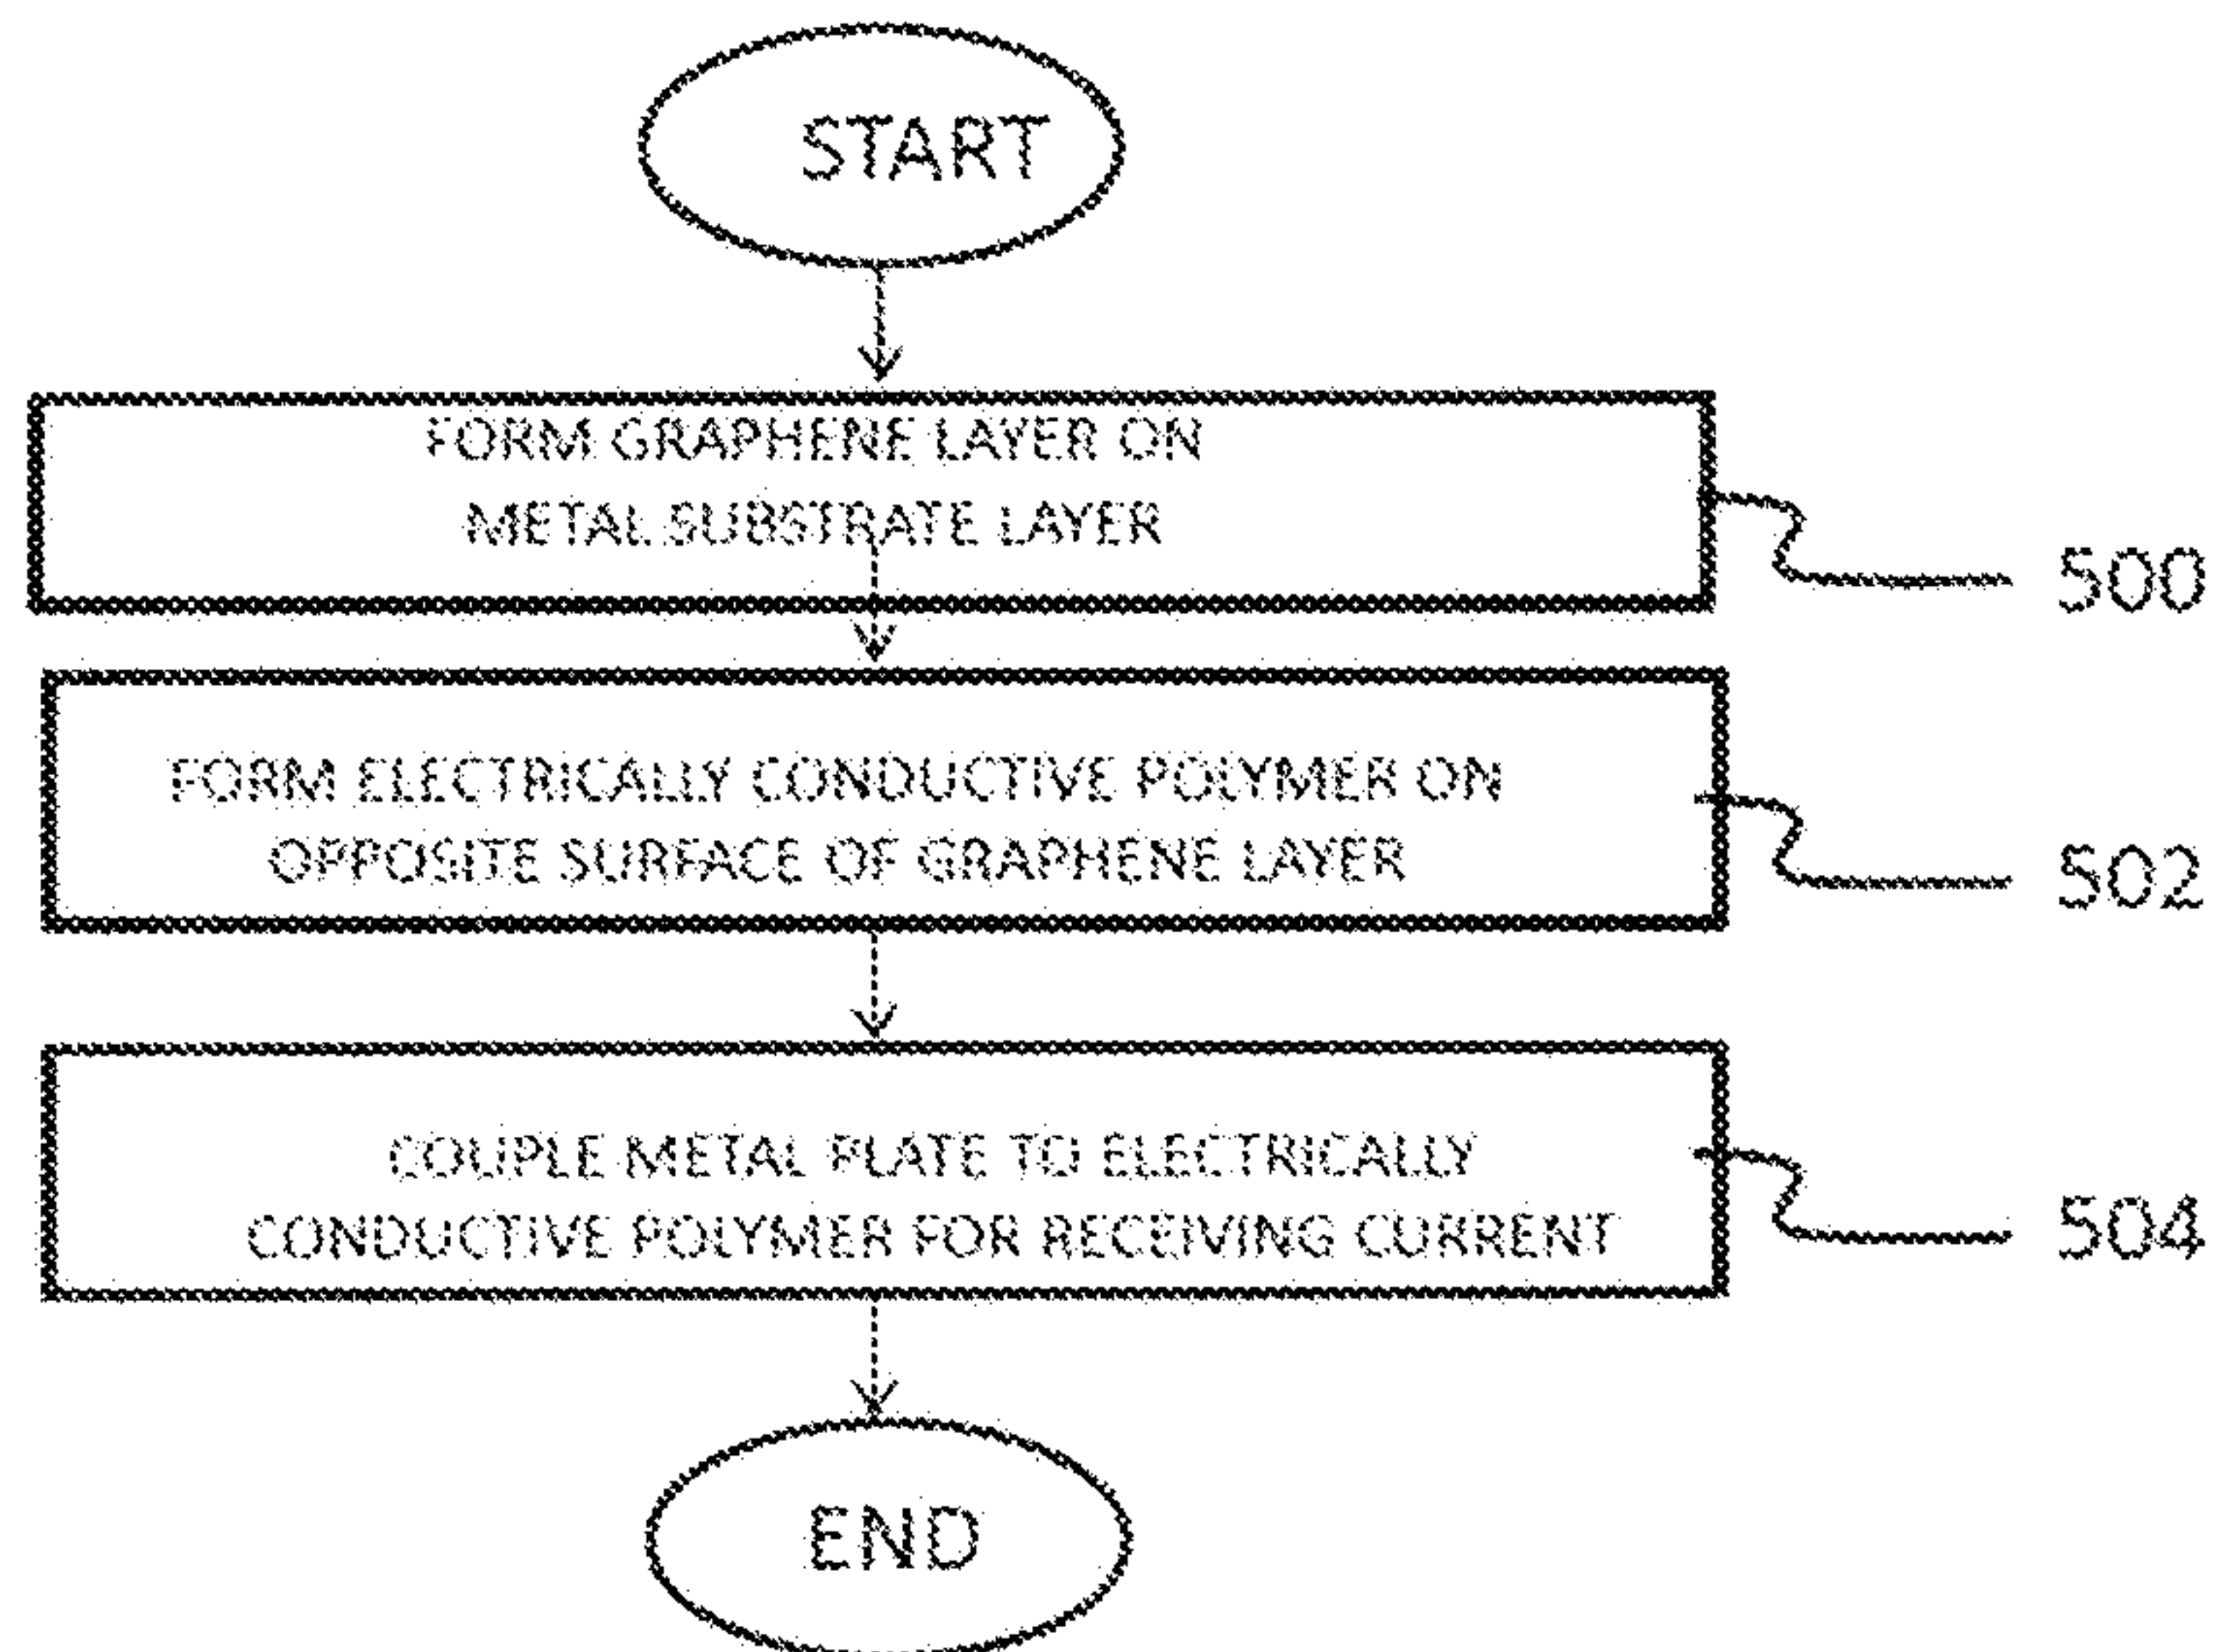 START
FORM GRAPHENE LAYER ON
METAL SUBSTRATE LAYER
500
FORM ELECTRICALLY CONDUCTIVE POLYMER ON
OPPOSITE SURFACE OF GRAPHENE LAYER
502
COUPLE METAL PLATE TO ELECTRICALLY
CONDUCTIVE POLYMER FOR RECEIVING CURRENT
504
END